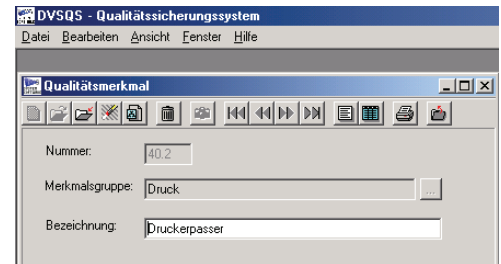 DVSQS - Qualitätssicherungssystem
Datei Bearbeiten Ansicht Fenster Hilfe
Qualitätsmerkmal
Nummer: 40.2
Merkmalsgruppe: Druck ...
Bezeichnung: Druckerpasser